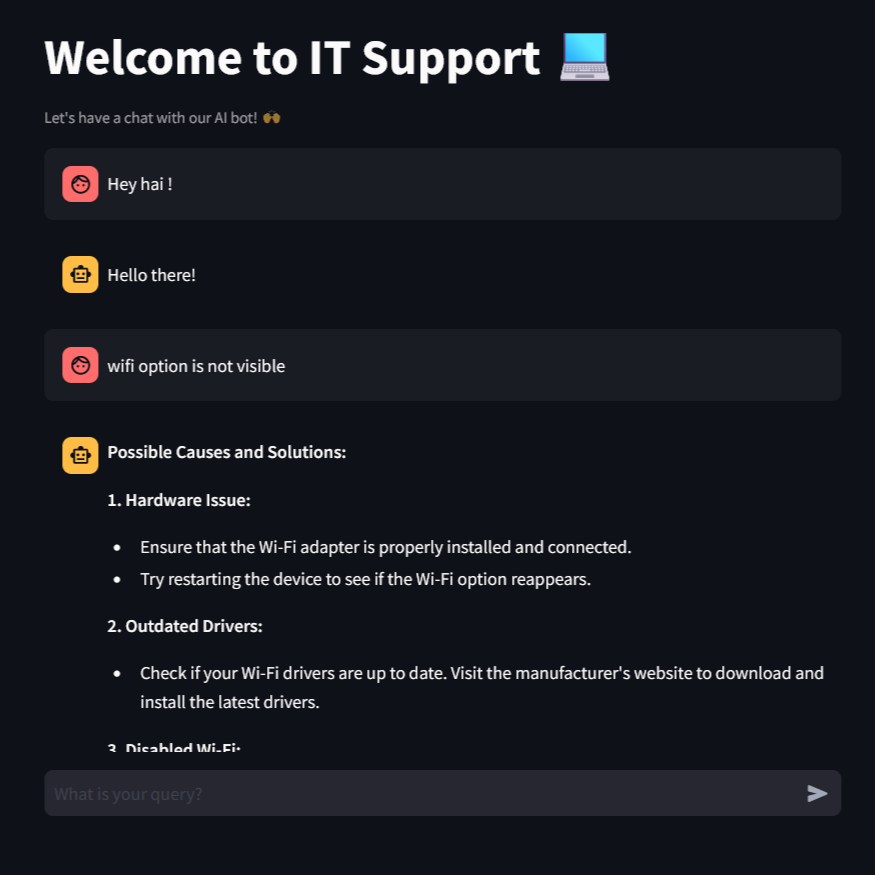 Welcome to IT Support
Let's have a chat with our AI bot!
Hey hai !
Hello there!
wifi option is not visible
Possible Causes and Solutions:
1. Hardware Issue:
• Ensure that the Wi-Fi adapter is properly installed and connected.
• Try restarting the device to see if the Wi-Fi option reappears.
2. Outdated Drivers:
• Check if your Wi-Fi drivers are up to date. Visit the manufacturer's website to download and
install the latest drivers.
3. Disabled Wi-Fi:
What is your query?